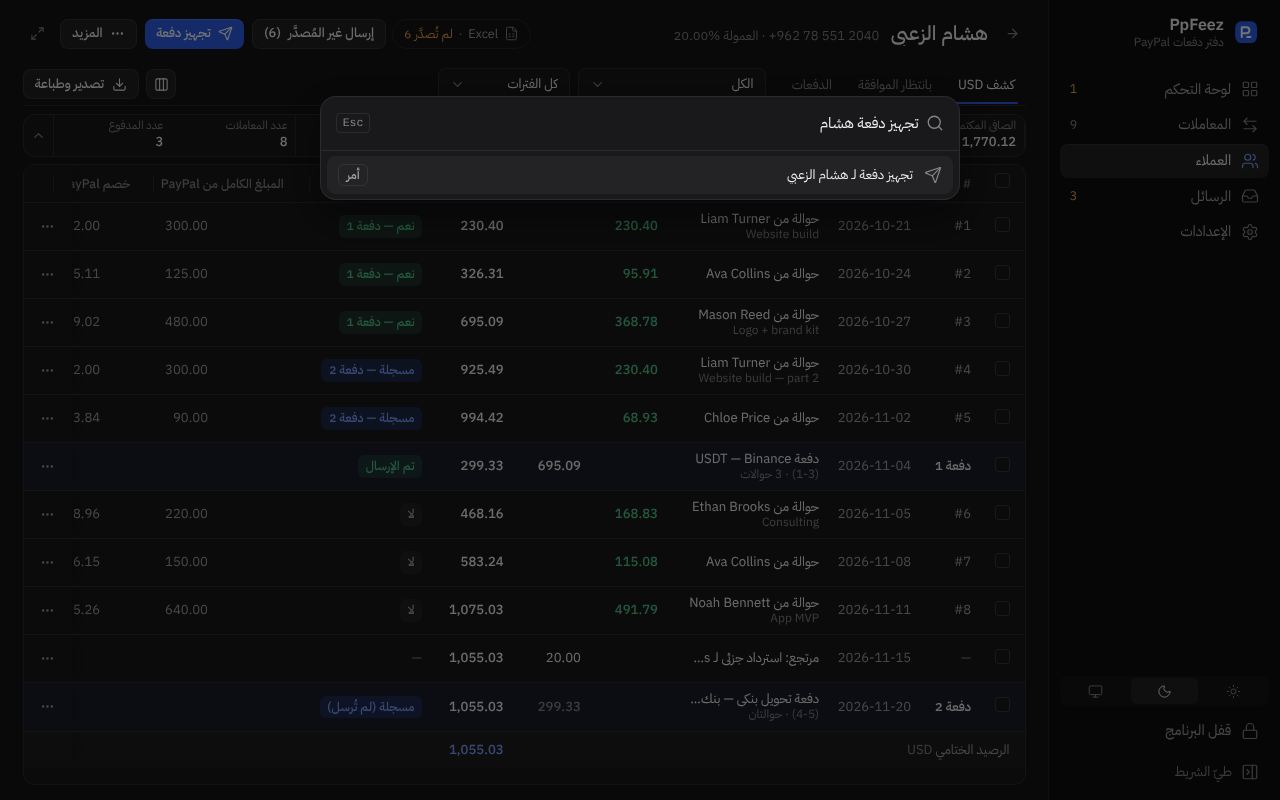 PpFeez
دفتر دفعات PayPal
لوحة التحكم 1
المعاملات 9
العملاء
الرسائل 3
الإعدادات
قفل البرنامج
طيّ الشريط
هشام الزعبي
+962 78 551 2040 · العمولة 20.00%
Excel · لم تُصدَّر 6
إرسال غير المُصدَّر (6)
تجهيز دفعة
المزيد
كشف USD
بانتظار الموافقة
الدفعات
الكل
كل الفترات
تصدير وطباعة
تجهيز دفعة هشام
Esc
تجهيز دفعة لـ هشام الزعبي
أمر
1,770.12
عدد المعاملات
8
عدد المدفوع
3
# المبلغ الكامل من PayPal
#1 2026-10-21 حوالة من Liam Turner 230.40 230.40 نعم — دفعة 1 300.00 2.00
Website build
#2 2026-10-24 حوالة من Ava Collins 95.91 326.31 نعم — دفعة 1 125.00 5.11
#3 2026-10-27 حوالة من Mason Reed 368.78 695.09 نعم — دفعة 1 480.00 9.02
Logo + brand kit
#4 2026-10-30 حوالة من Liam Turner 230.40 925.49 مسجلة — دفعة 2 300.00 2.00
Website build — part 2
#5 2026-11-02 حوالة من Chloe Price 68.93 994.42 مسجلة — دفعة 2 90.00 3.84
دفعة 1 2026-11-04 دفعة USDT — Binance 695.09 299.33 تم الإرسال
(1-3) · 3 حوالات
#6 2026-11-05 حوالة من Ethan Brooks 168.83 468.16 لا 220.00 8.96
Consulting
#7 2026-11-08 حوالة من Ava Collins 115.08 583.24 لا 150.00 6.15
#8 2026-11-11 حوالة من Noah Bennett 491.79 1,075.03 لا 640.00 5.26
App MVP
— 2026-11-15 مرتجع: استرداد جزئي لـ s... 20.00 1,055.03 —
دفعة 2 2026-11-20 دفعة تحويل بنكي — بنك... 299.33 1,055.03 مسجلة (لم تُرسل)
(4-5) · حوالتان
الرصيد الختامي USD 1,055.03